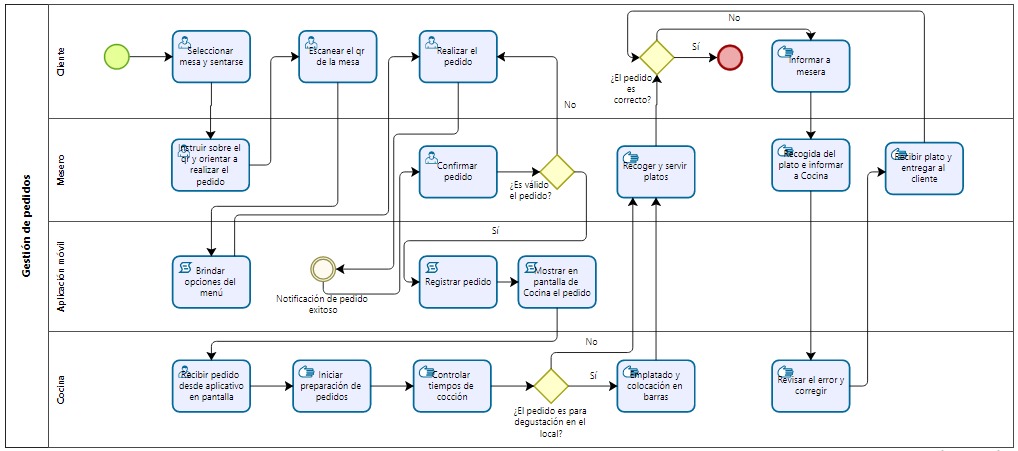 Gestión de pedidos
Cliente
Seleccionar
mesa y sentarse
Escanear el qr
de la mesa
Realizar el
pedido
¿El pedido
es
correcto?
No
Sí
Informar a
mesera
No
Mesero
Instruir sobre el
qr y orientar a
realizar el
pedido
Confirmar
pedido
¿Es válido
el pedido?
Sí
Recoger y servir
platos
Recogida del
plato e informar
a Cocina
Recibir plato y
entregar al
cliente
Aplicación móvil
Brindar
opciones del
menú
Notificación de pedido
exitoso
Registrar pedido
Mostrar en
pantalla de
Cocina el pedido
Cocina
Recibir pedido
desde aplicativo
en pantalla
Iniciar
preparación de
pedidos
Controlar
tiempos de
cocción
¿El pedido es para
degustación en el
local?
No
Sí
Emplatado y
colocación en
barras
Revisar el error y
corregir